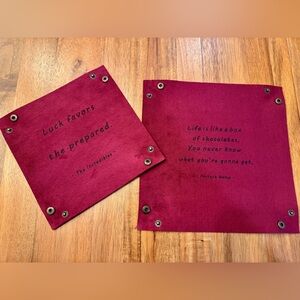 Luck favors
the prepared.
The Incredibles
Life is like a box
of chocolates.
You never know
what you're gonna get.